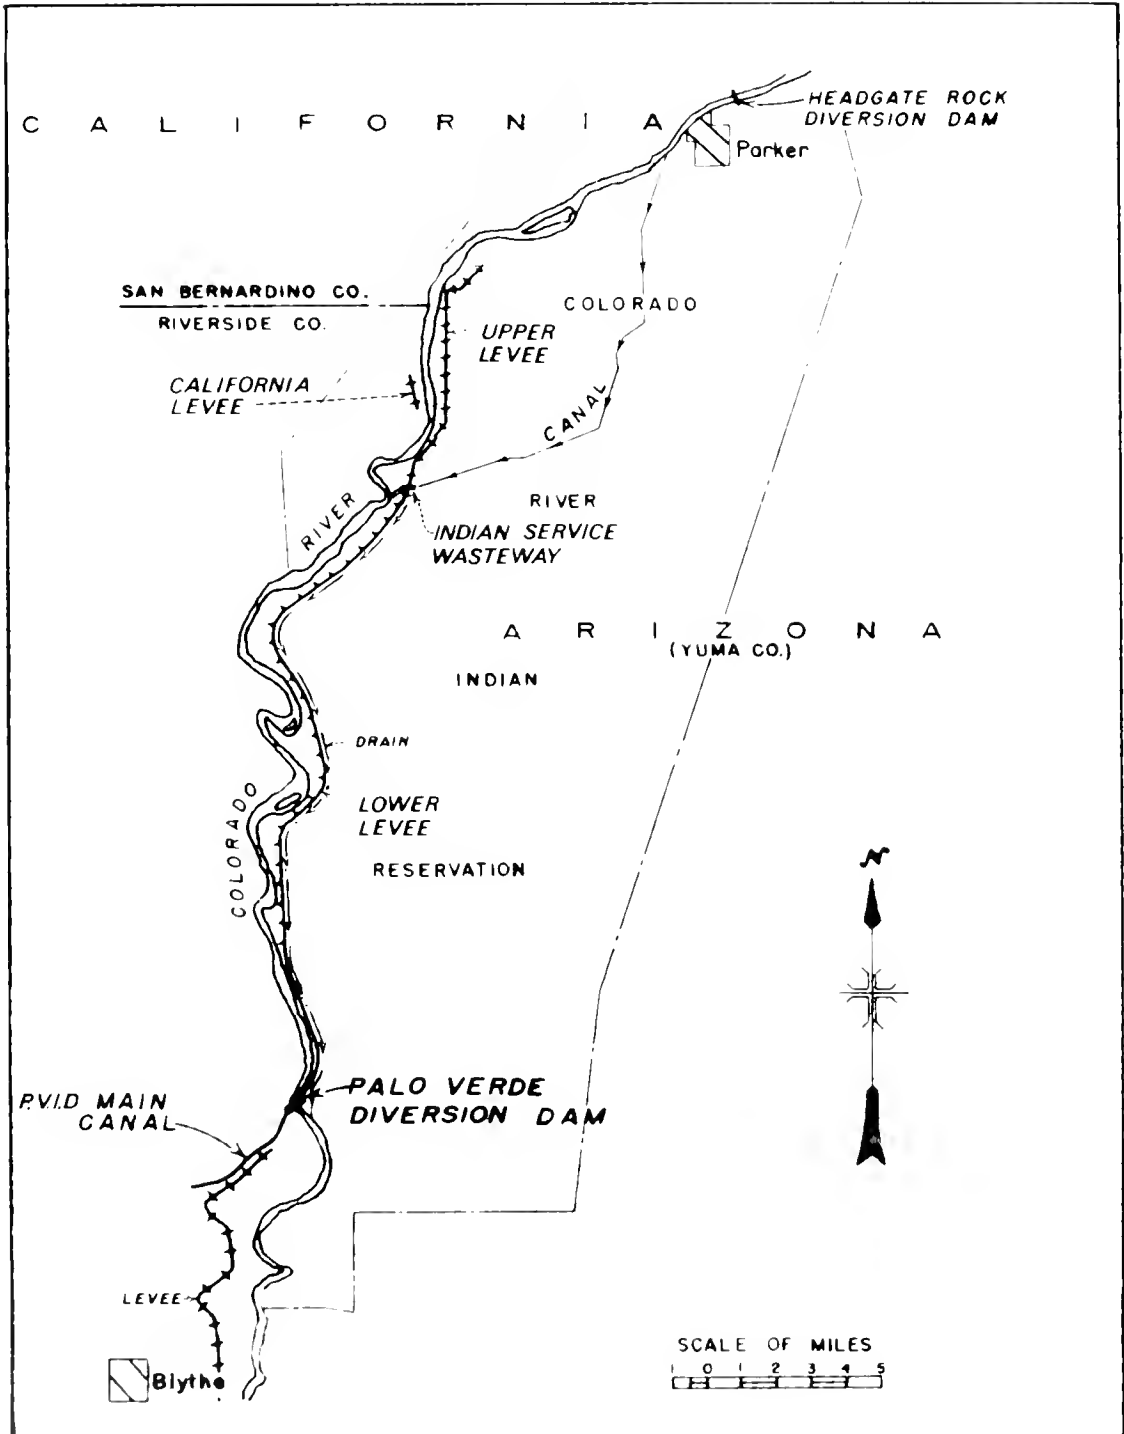 HEADGATE ROCK
DIVERSION DAM
CALIFORNIA
Parker
SAN BERNARDINO CO.
RIVERSIDE CO.
COLORADO
UPPER
LEVEE
CALIFORNIA
LEVEE
CANAL
RIVER
RIVER
INDIAN SERVICE
WASTEWAY
ARIZONA
(YUMA CO.)
INDIAN
DRAIN
COLORADO
LOWER
LEVEE
RESERVATION
N
PALO VERDE
DIVERSION DAM
P.V.I.D MAIN
CANAL
LEVEE
SCALE OF MILES
1 0 1 2 3 4 5
Blythe